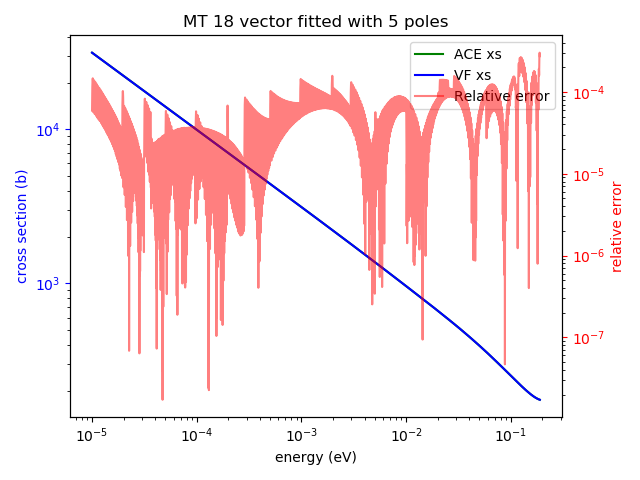 MT 18 vector fitted with 5 poles
ACE xs
VF xs
Relative error
cross section (b)
10⁴
10³
relative error
10⁻⁴
10⁻⁵
10⁻⁶
10⁻⁷
10⁻⁵ 10⁻⁴ 10⁻³ 10⁻² 10⁻¹
energy (eV)